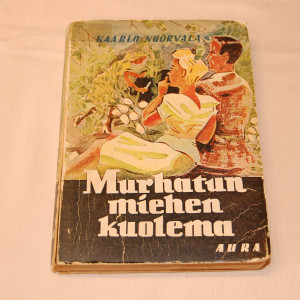 KAARLO NUORVALA
Murhatun
miehen
kuolema
AURA